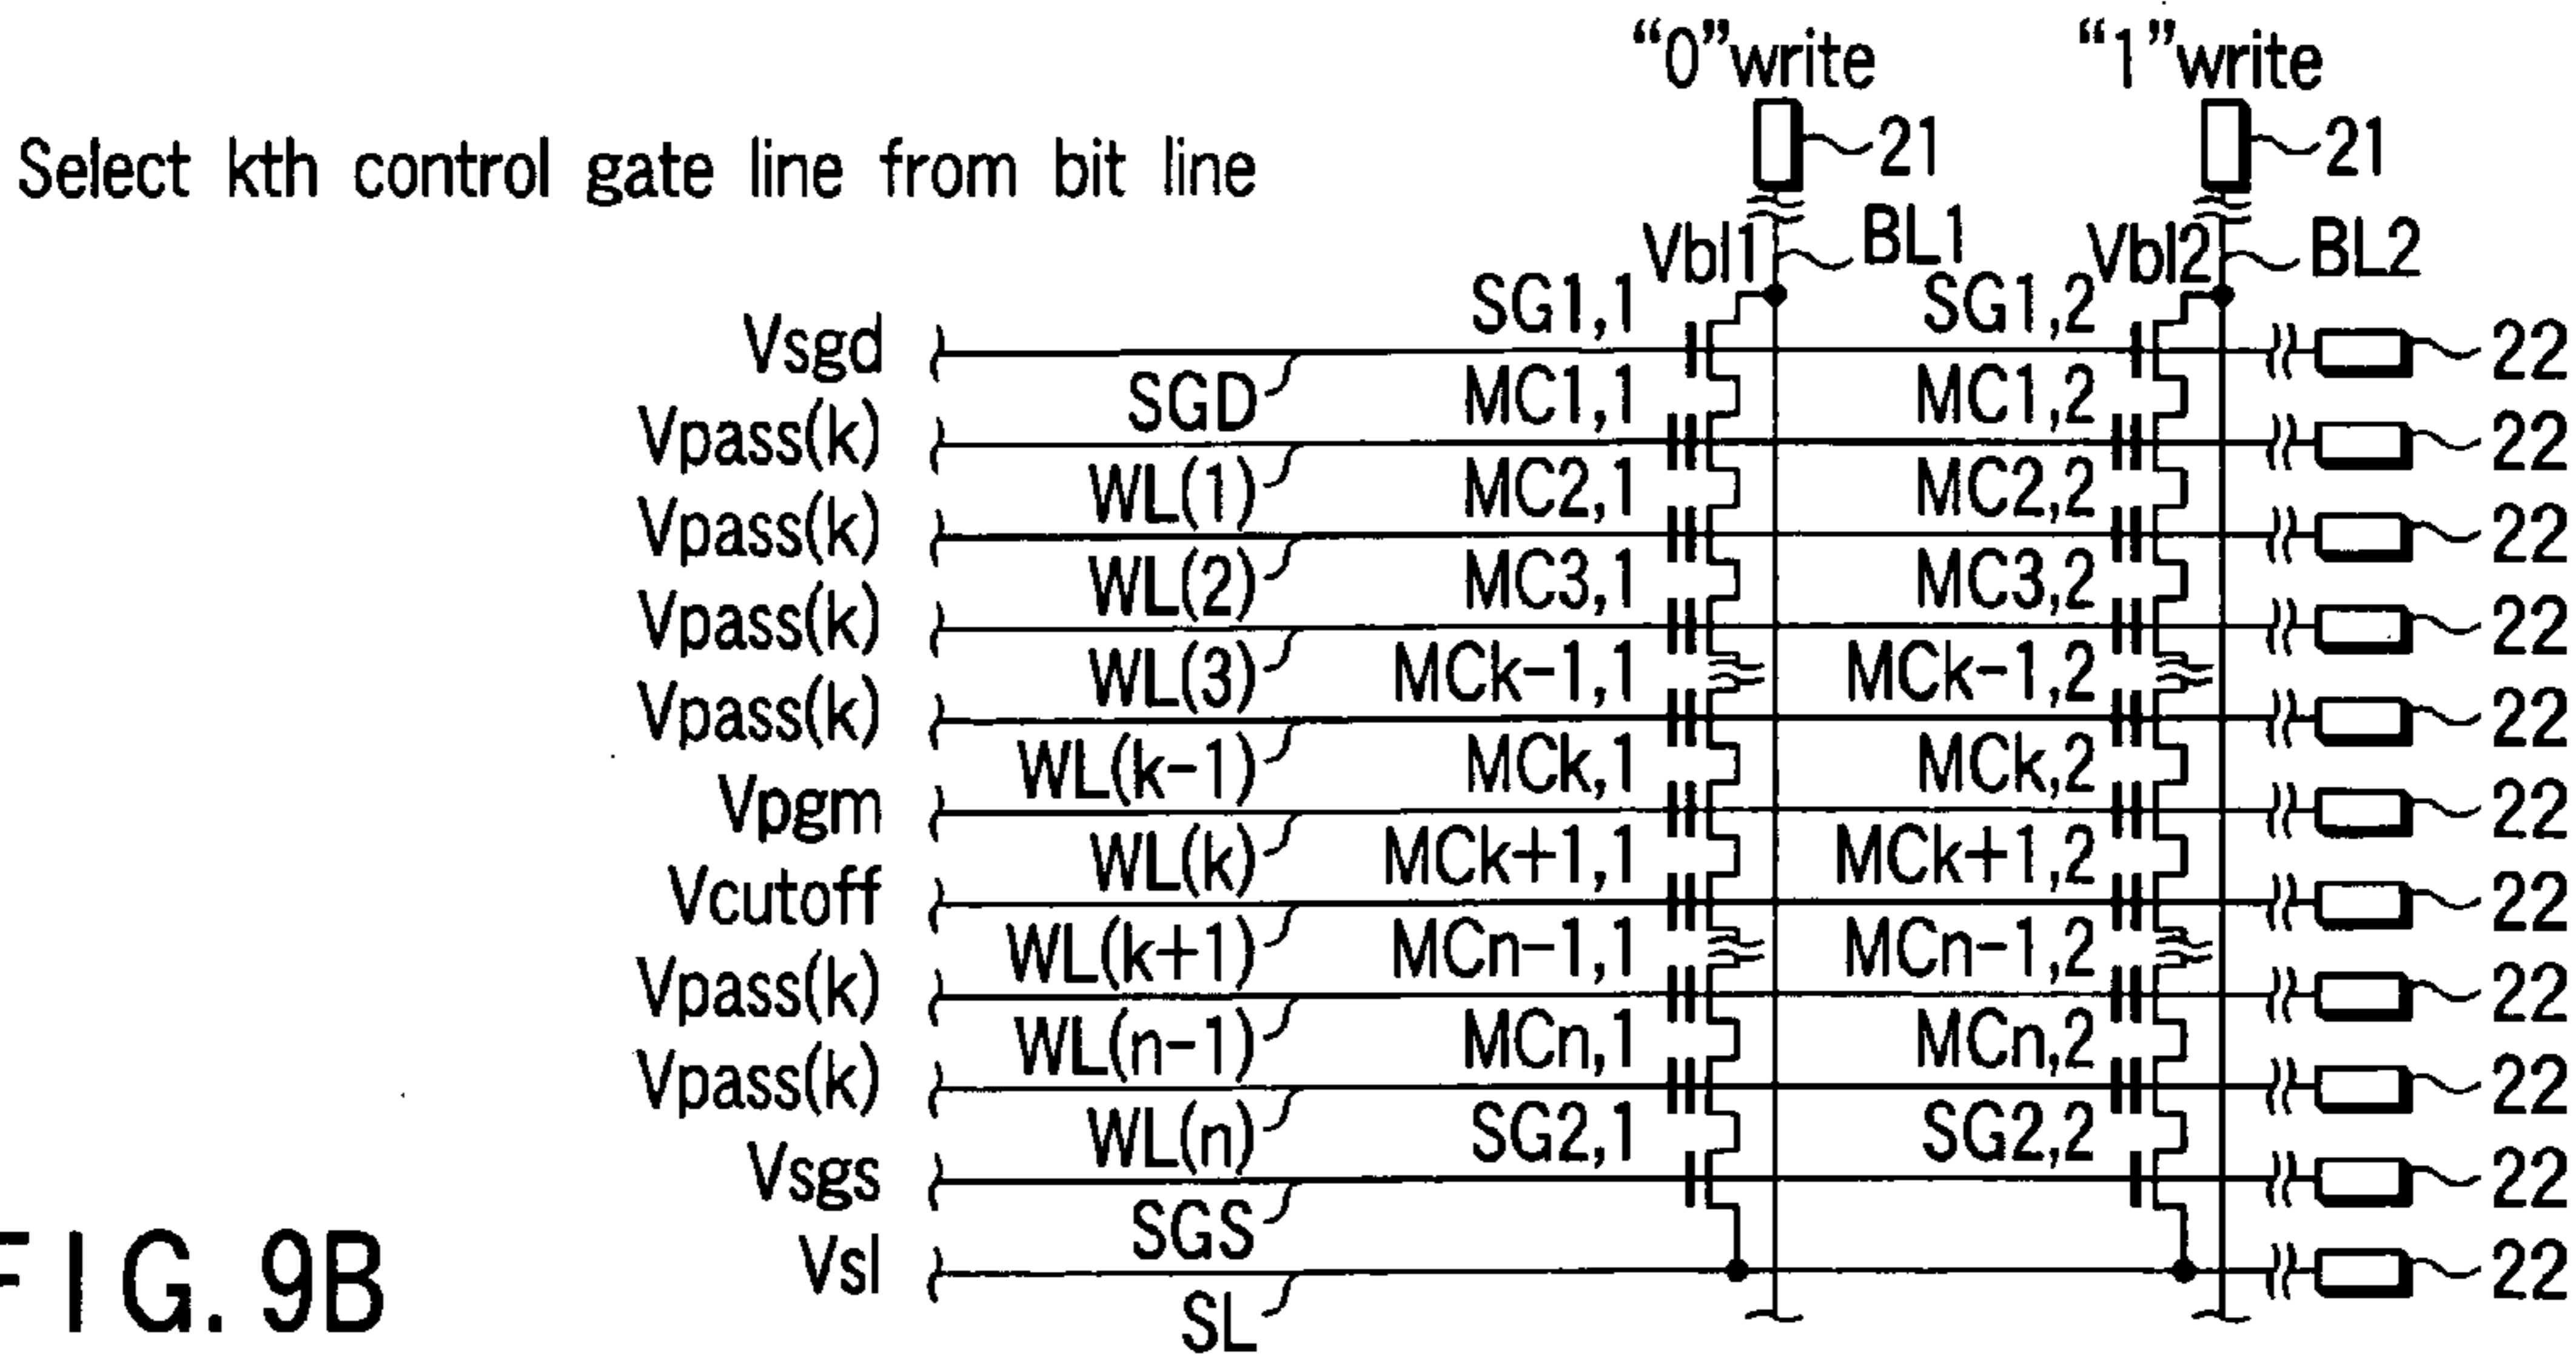 “0”write “1”write
21 21
Select kth control gate line from bit line
Vbl1 BL1 Vbl2 BL2
SG1,1 SG1,2
Vsgd 22
SGD MC1,1 MC1,2
Vpass(k) 22
WL(1) MC2,1 MC2,2
Vpass(k) 22
WL(2) MC3,1 MC3,2
Vpass(k) 22
WL(3) MCk-1,1 MCk-1,2
Vpass(k) 22
WL(k-1) MCk,1 MCk,2
Vpgm 22
WL(k) MCk+1,1 MCk+1,2
Vcutoff 22
WL(k+1) MCn-1,1 MCn-1,2
Vpass(k) 22
WL(n-1) MCn,1 MCn,2
Vpass(k) 22
WL(n) SG2,1 SG2,2
Vsgs 22
SGS
Vsl 22
SL
FIG. 9B